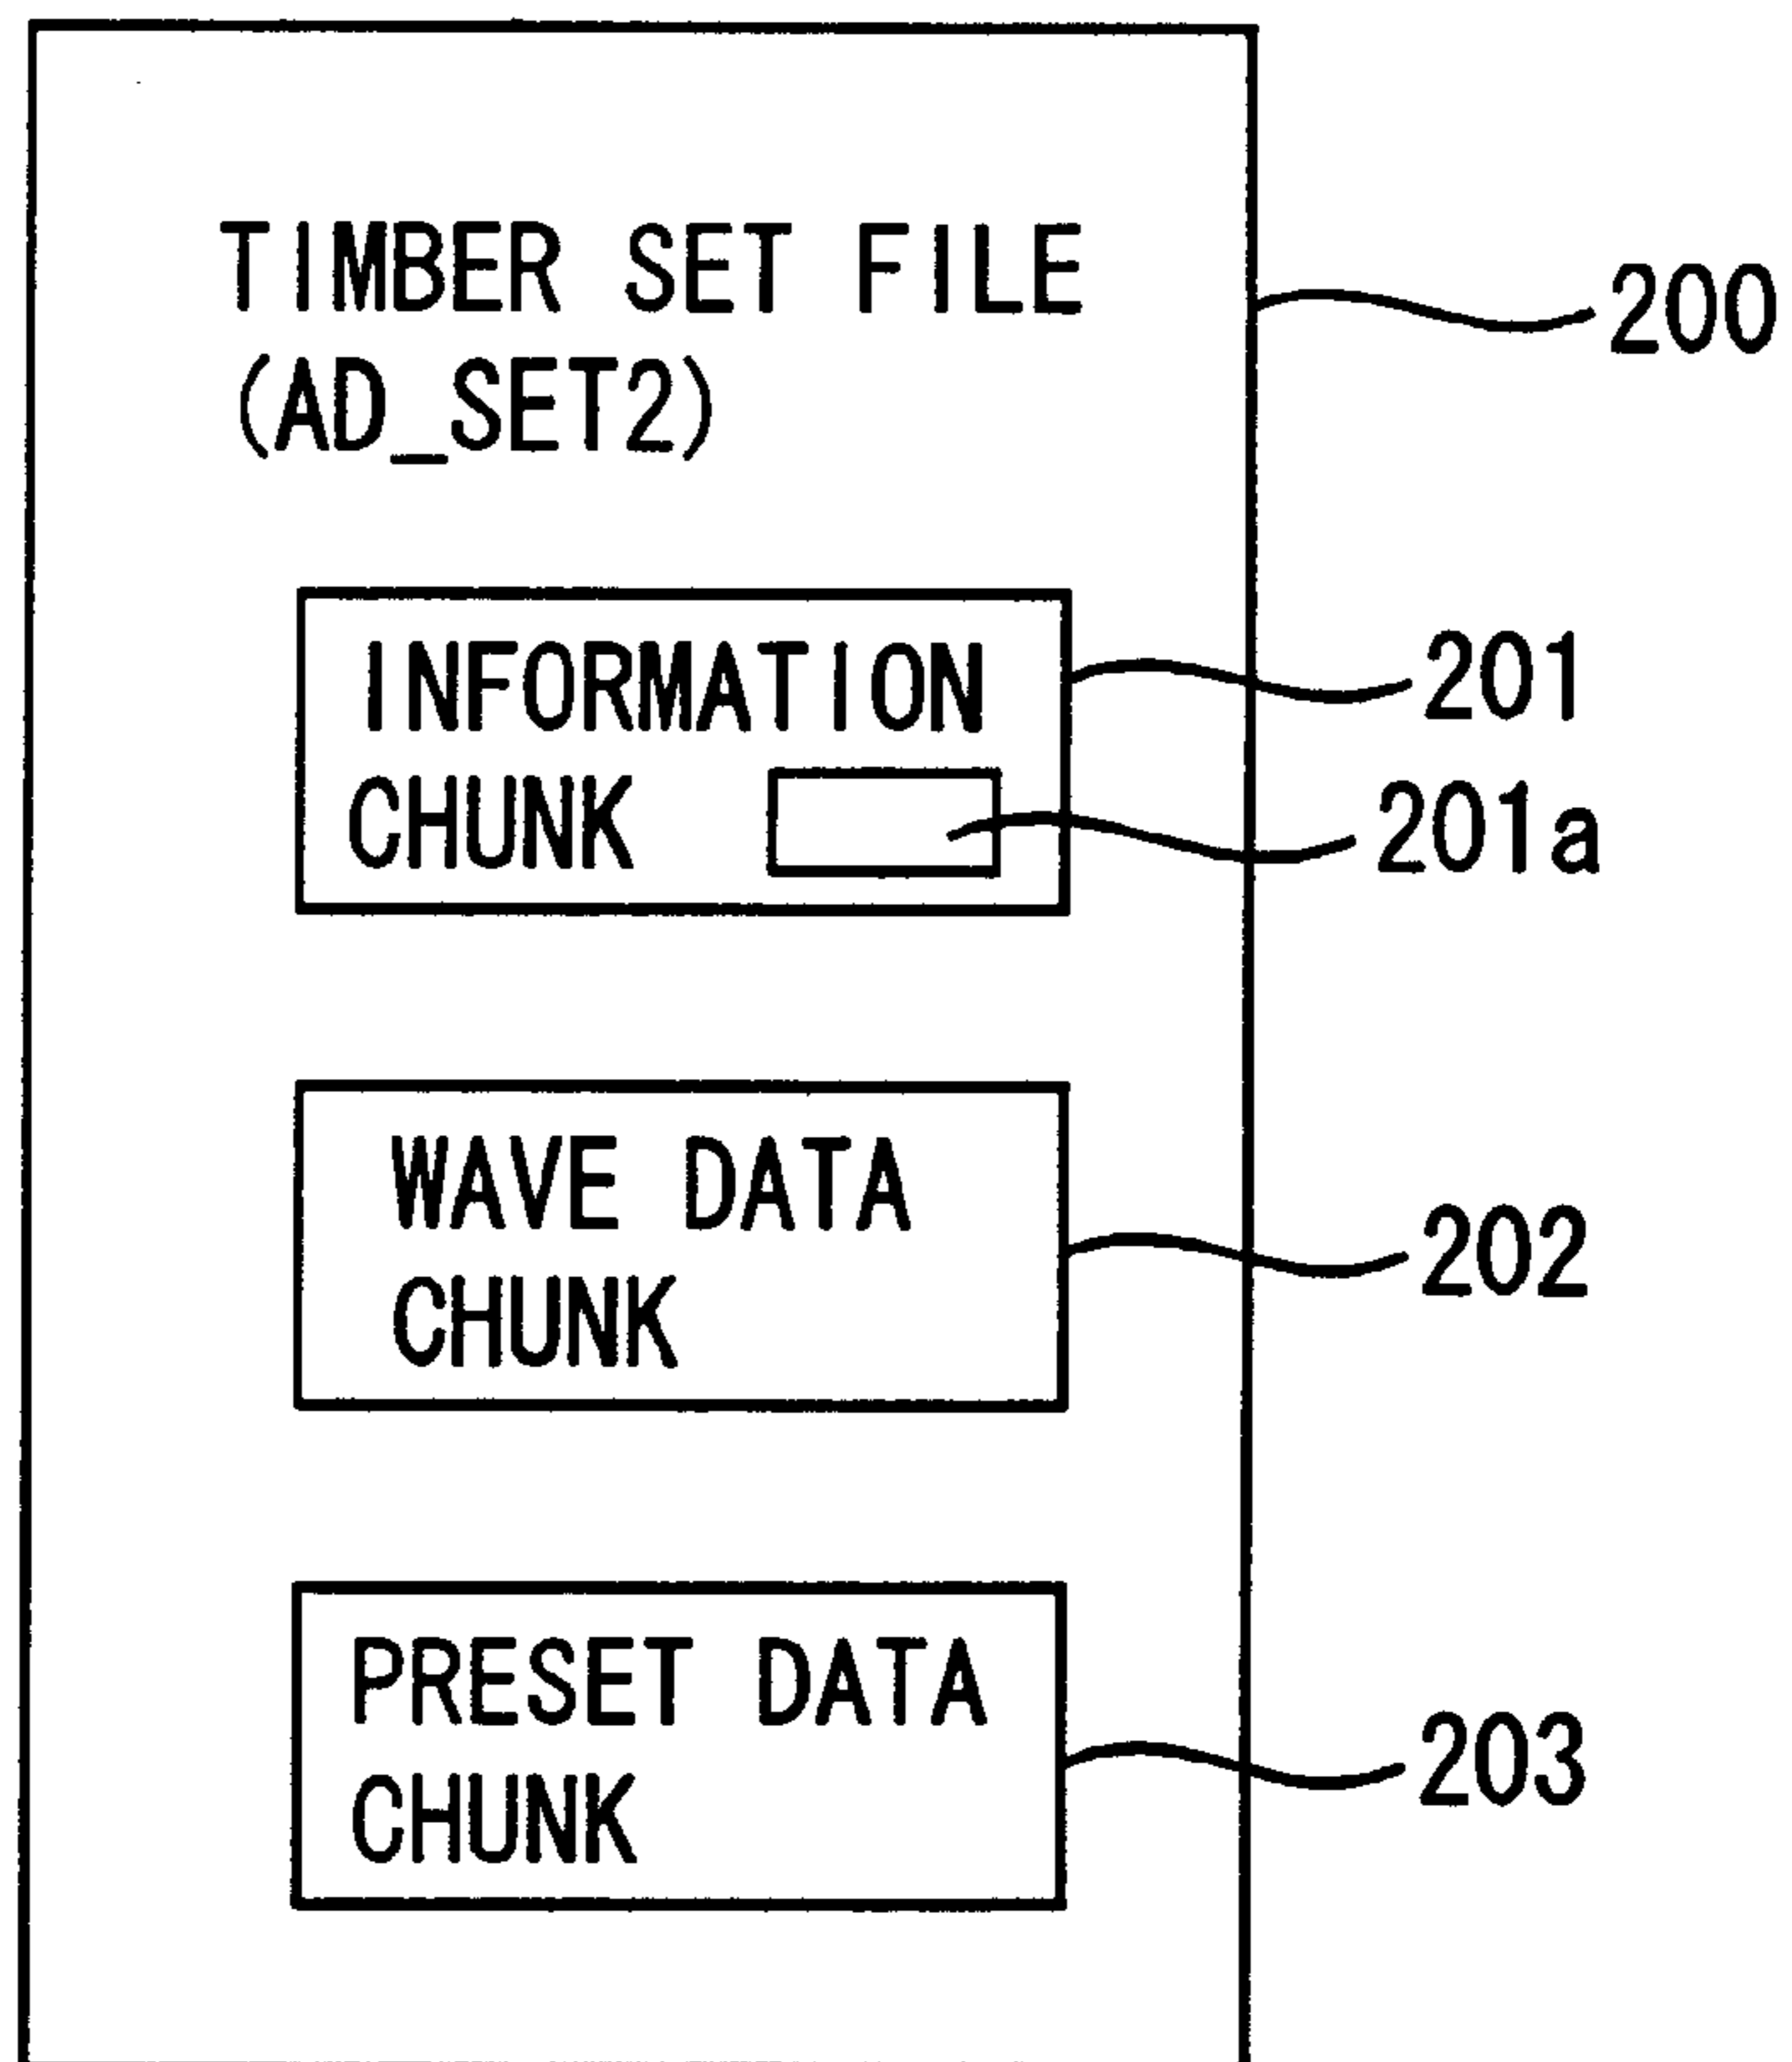 TIMBER SET FILE
(AD_SET2)
200
INFORMATION
CHUNK
201
201a
WAVE DATA
CHUNK
202
PRESET DATA
CHUNK
203